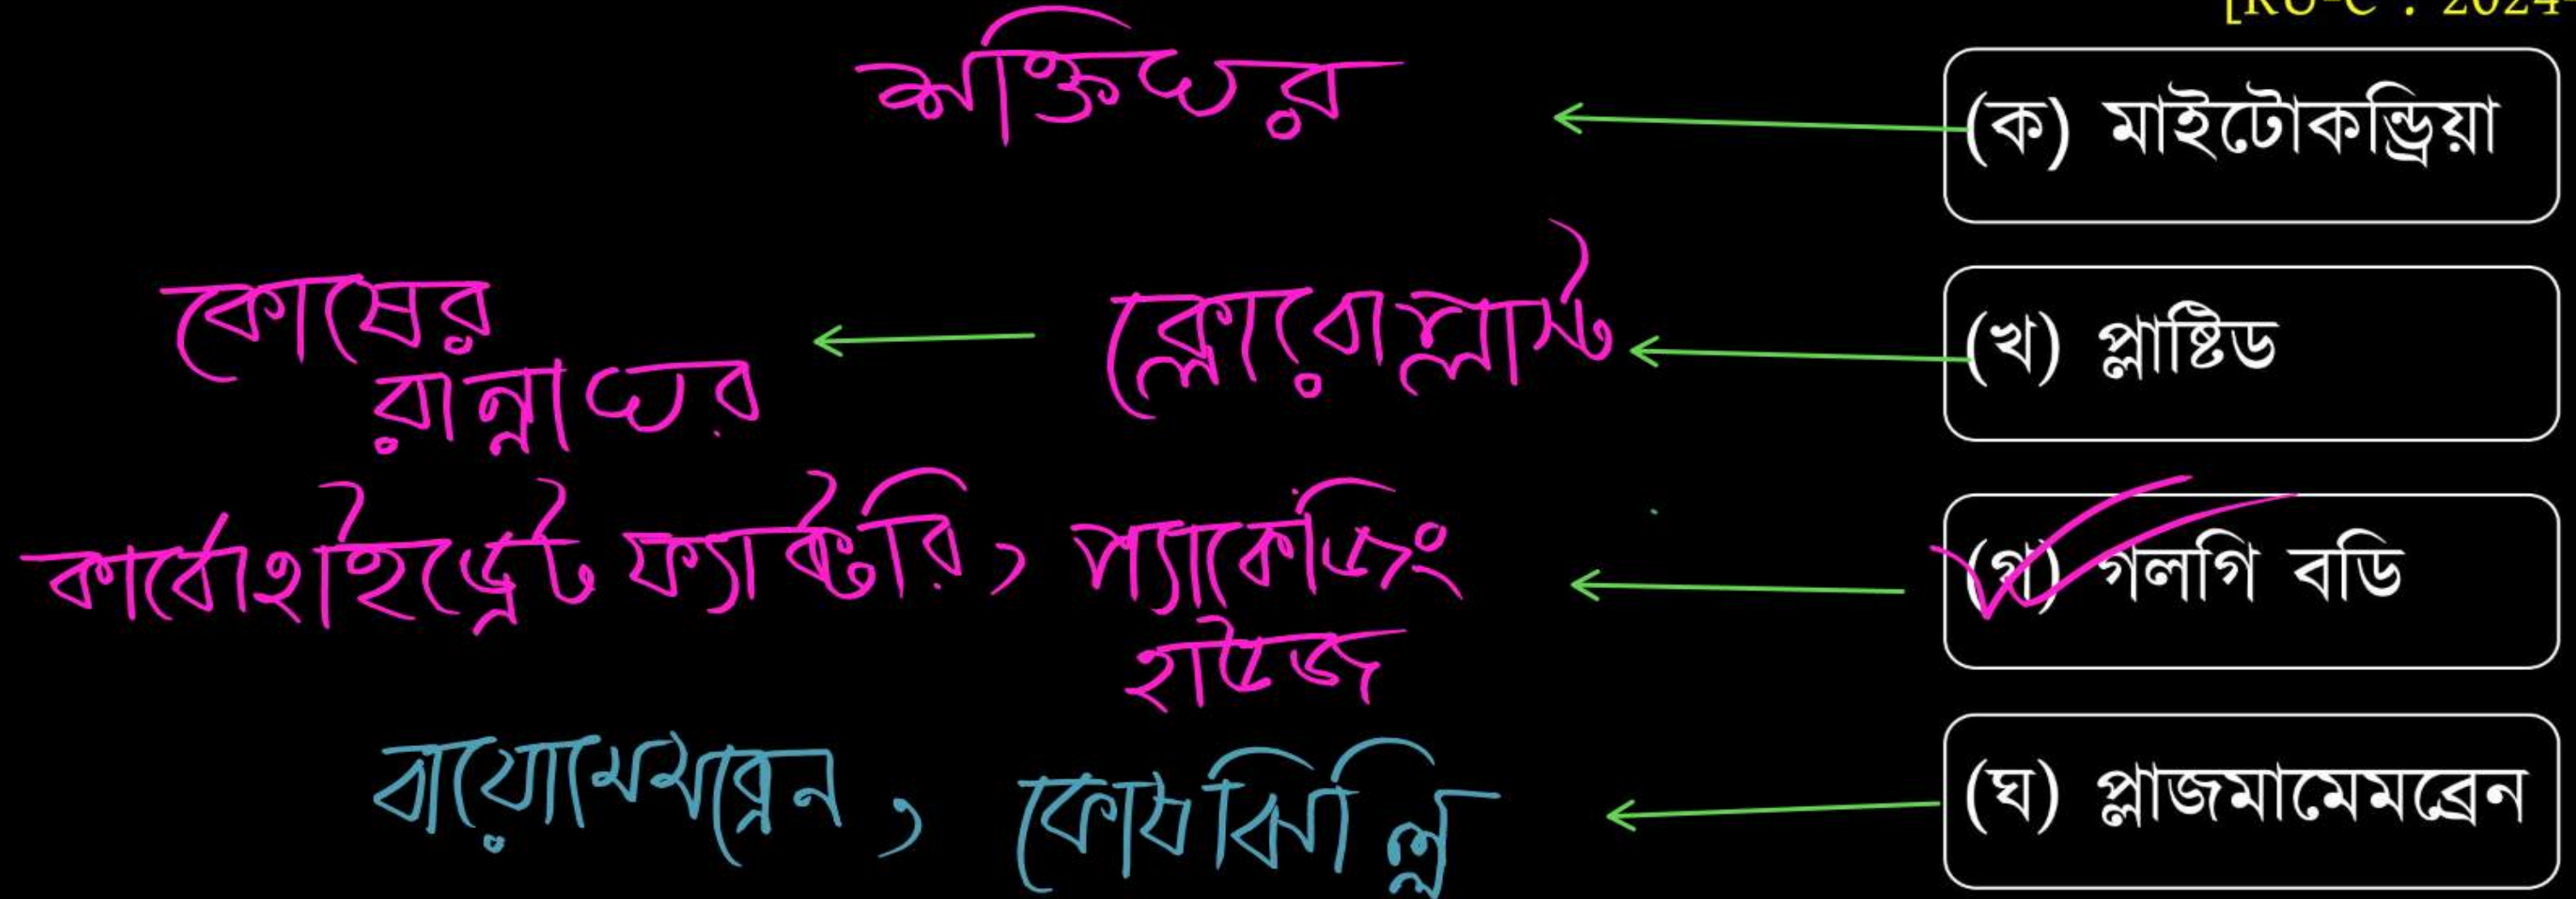 [RU-C : 2024-
শক্তিঘর
(ক) মাইটোকন্ড্রিয়া
কোষের
রান্নাঘর
ক্লোরোপ্লাস্ট
(খ) প্লাষ্টিড
কার্বোহাইড্রেট ফ্যাক্টরি, প্যাকেজিং
হাউজ
(গ) গলগি বডি
বায়োমেমব্রেন, কোষঝিল্লি
(ঘ) প্লাজমামেমব্রেন